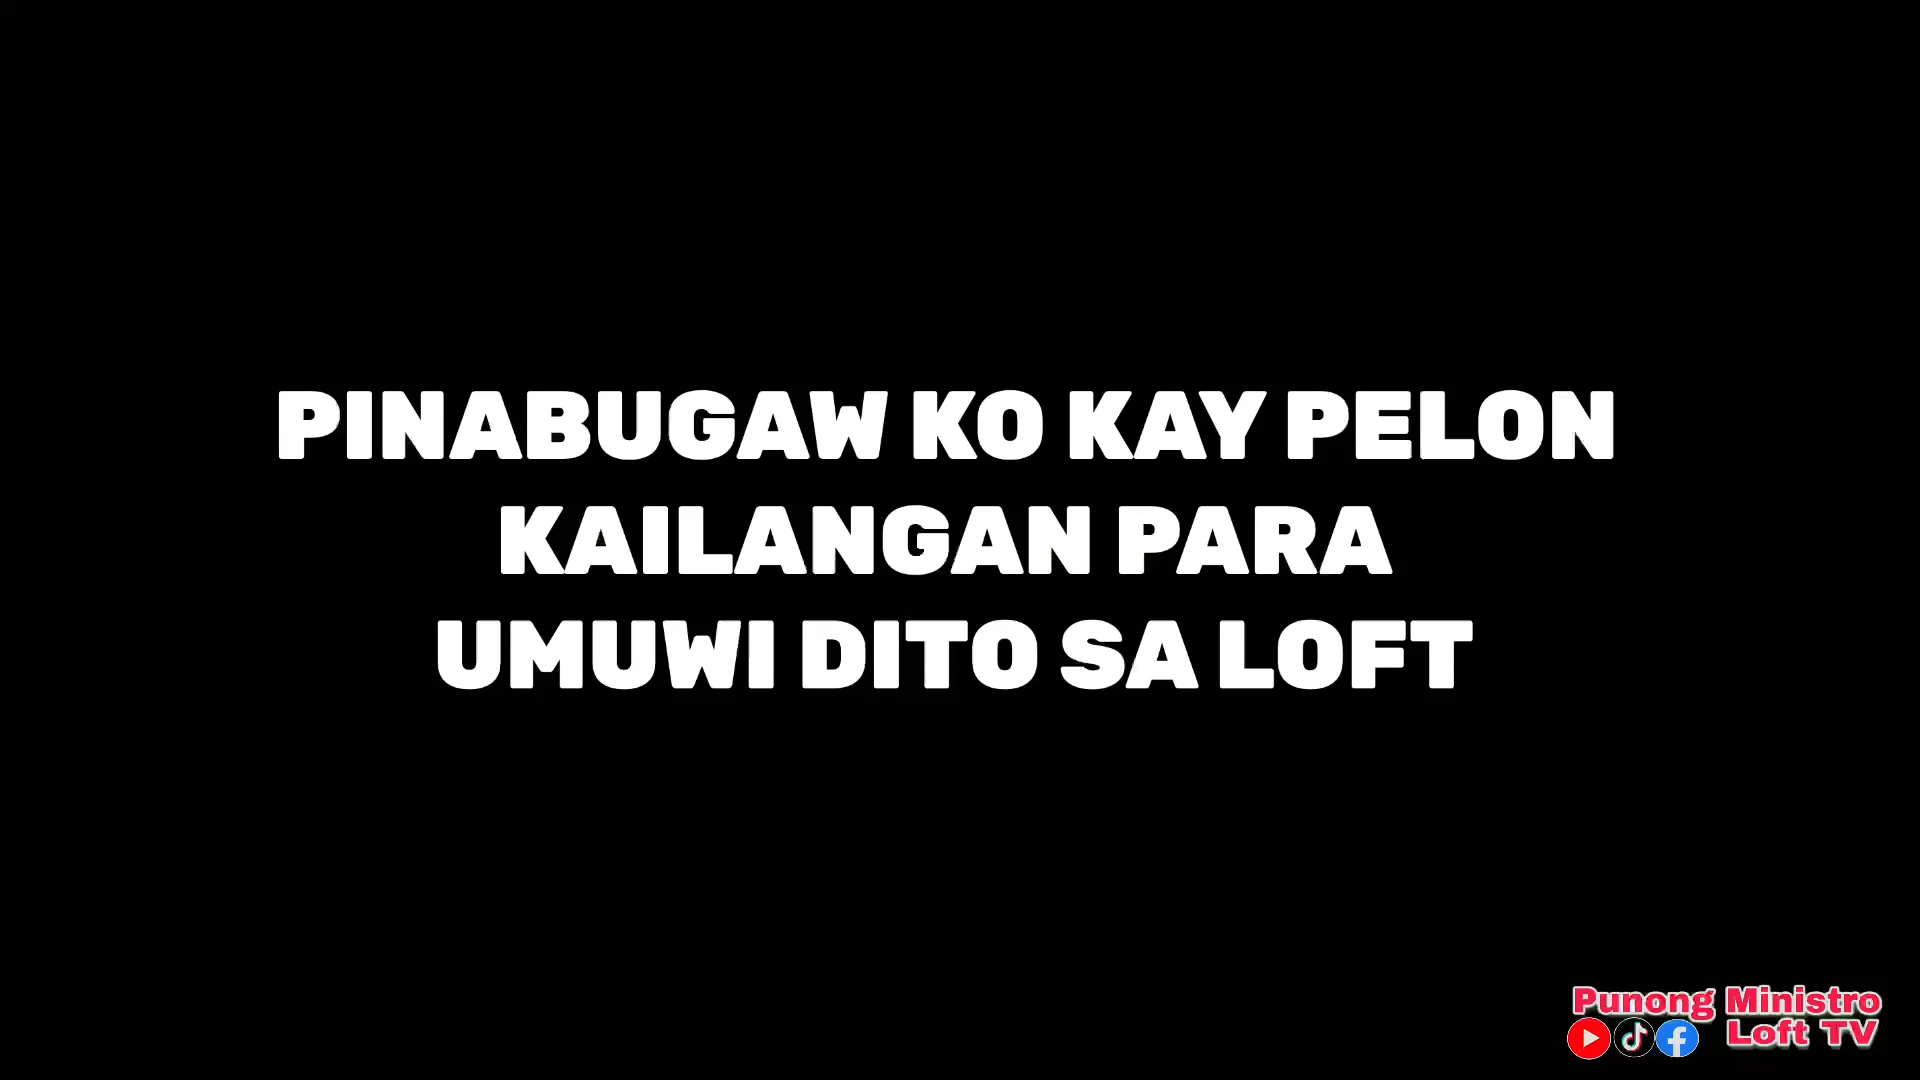 PINABUGAW KO KAY PELON
KAILANGAN PARA
UMUWI DITO SA LOFT
Punong Ministro
Loft TV